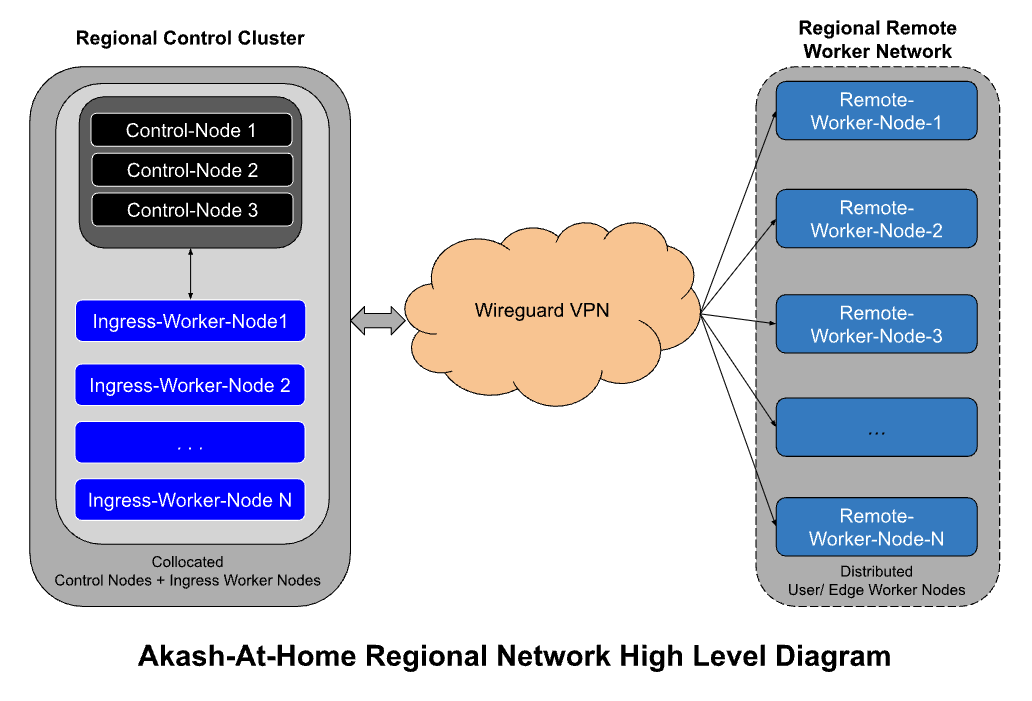 Regional Control Cluster
Control-Node 1
Control-Node 2
Control-Node 3
Ingress-Worker-Node1
Ingress-Worker-Node 2
. . .
Ingress-Worker-Node N
Collocated
Control Nodes + Ingress Worker Nodes
Wireguard VPN
Regional Remote
Worker Network
Remote-
Worker-Node-1
Remote-
Worker-Node-2
Remote-
Worker-Node-3
...
Remote-
Worker-Node-N
Distributed
User/ Edge Worker Nodes
Akash-At-Home Regional Network High Level Diagram